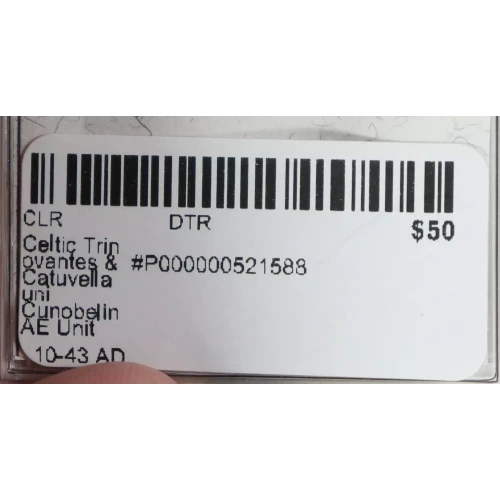 CLR DTR $50
Celtic Trin
ovantes & #P000000521588
Catuvella
uni
Cunobelin
AE Unit
10-43 AD